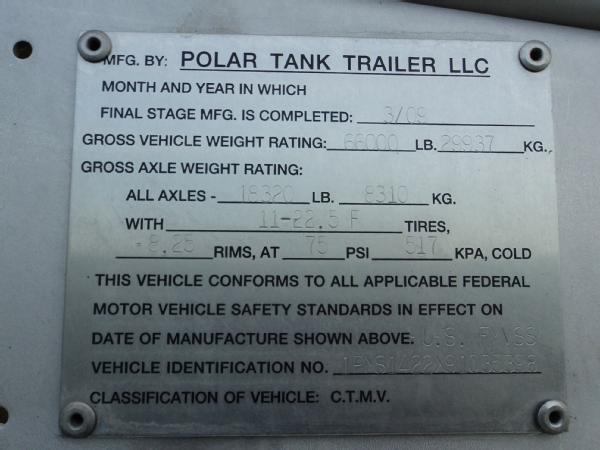 MFG. BY: POLAR TANK TRAILER LLC
MONTH AND YEAR IN WHICH
FINAL STAGE MFG. IS COMPLETED: 3/09
GROSS VEHICLE WEIGHT RATING: 66000 LB. 29937 KG.
GROSS AXLE WEIGHT RATING:
ALL AXLES - 18320 LB. 8310 KG.
WITH 11-22.5 F TIRES,
8.25 RIMS, AT 75 PSI 517 KPA, COLD
THIS VEHICLE CONFORMS TO ALL APPLICABLE FEDERAL
MOTOR VEHICLE SAFETY STANDARDS IN EFFECT ON
DATE OF MANUFACTURE SHOWN ABOVE. U.S.
VEHICLE IDENTIFICATION NO.
CLASSIFICATION OF VEHICLE: C.T.M.V.